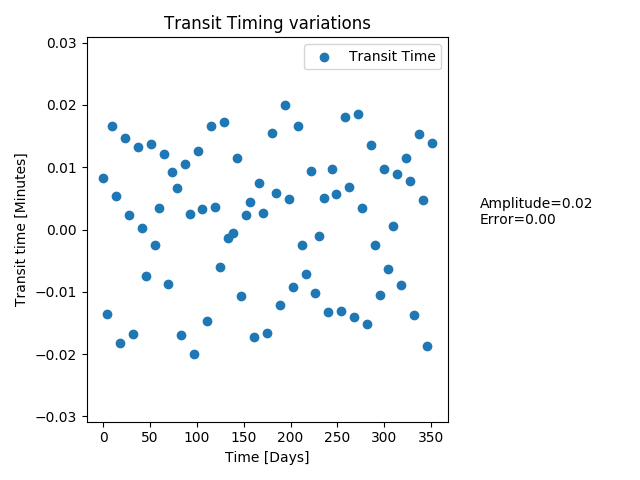 Transit Timing variations
Transit Time
0.03
0.02
0.01
0.00
−0.01
−0.02
−0.03
Transit time [Minutes]
Amplitude=0.02
Error=0.00
0 50 100 150 200 250 300 350
Time [Days]